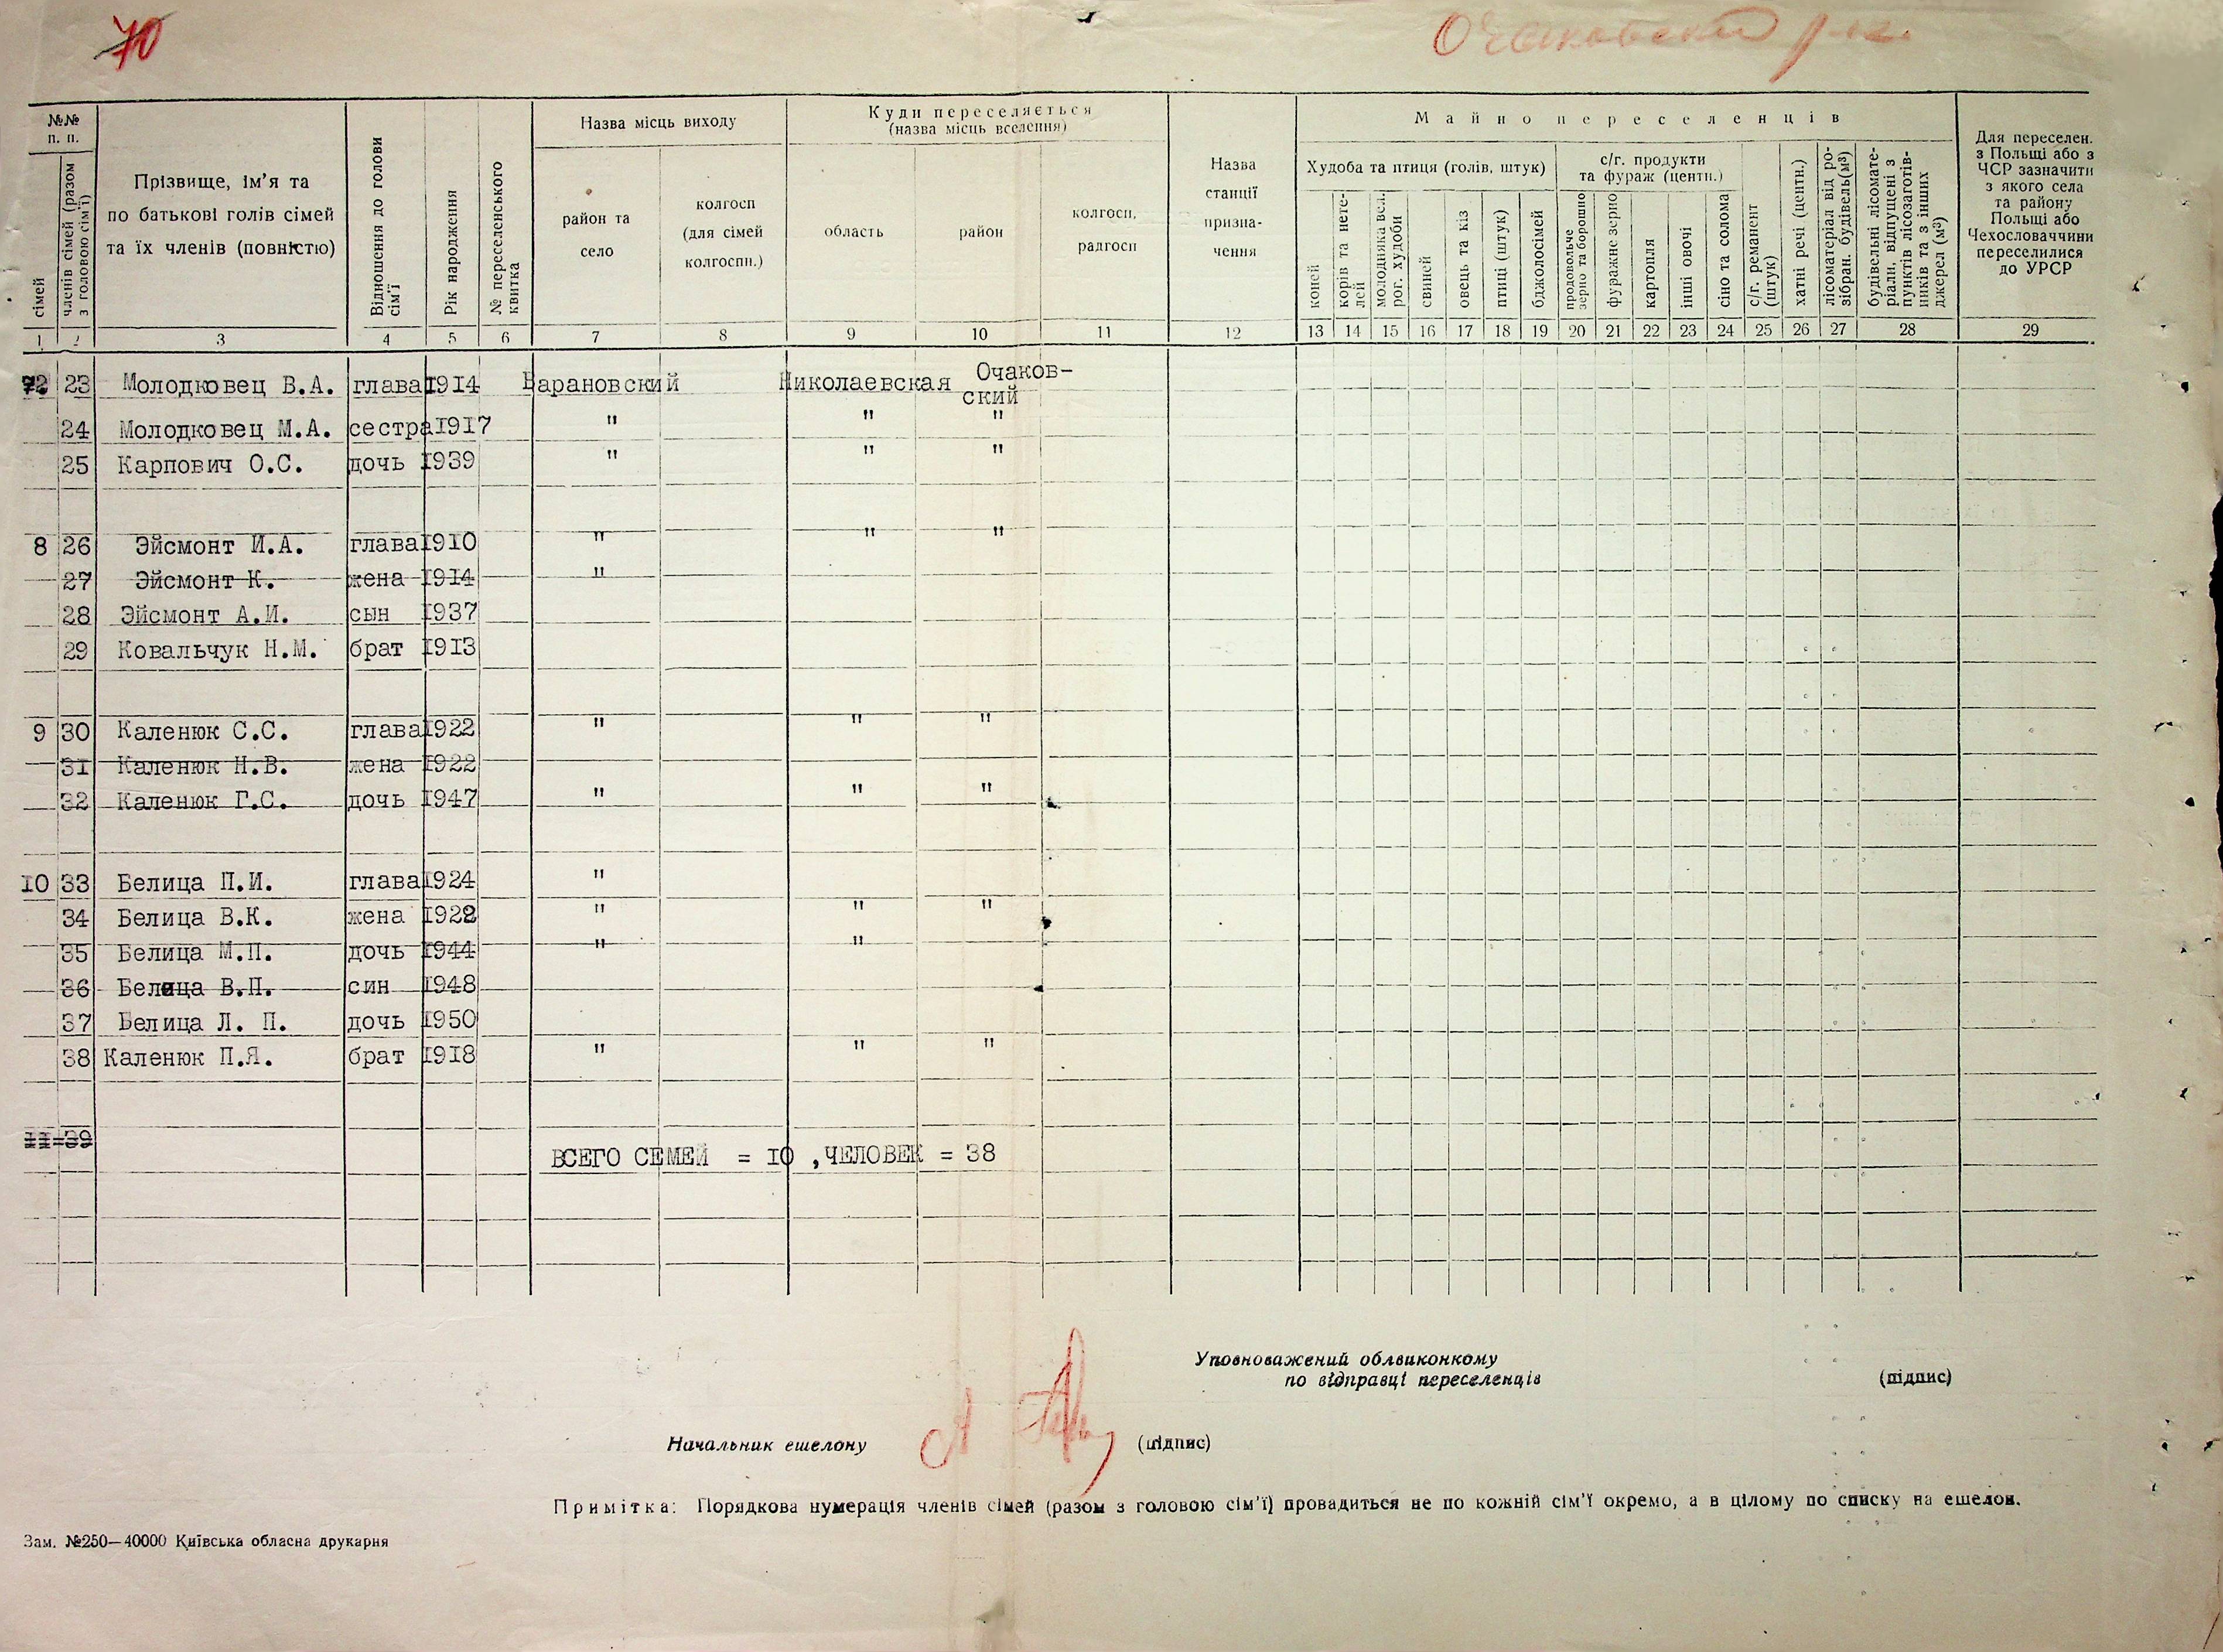 70
Очаковский р-н.
№№ п. п.
сімей
членів сімей (разом з головою сім'ї)
Прізвище, ім'я та по батькові голів сімей та їх членів (повністю)
Відношення до голови сім'ї
Рік народження
№ переселенського квитка
Назва місць виходу
район та село
колгосп (для сімей колгоспн.)
Куди переселяється (назва місць вселення)
область
район
колгосп, радгосп
Назва станції призначення
Майно переселенців
Худоба та птиця (голів, штук)
коней
корів та нетелей
молодняка вел. рог. худоби
свиней
овець та кіз
птиці (штук)
бджолосімей
с/г. продукти та фураж (центн.)
продовольче зерно та борошно
фуражне зерно
картопля
інші овочі
сіно та солома
с/г. реманент (штук)
хатні речі (центн.)
лісоматеріал від розібран. будівель (м³)
будівельні лісоматеріали, відпущені з пунктів лісозаготівників та з інших джерел (м³)
Для переселен. з Польщі або з ЧСР зазначити з якого села та району Польщі або Чехословаччини переселилися до УРСР
1 2 3 4 5 6 7 8 9 10 11 12 13 14 15 16 17 18 19 20 21 22 23 24 25 26 27 28 29
23 Молодковец В.А. глава 1914 Барановский Николаевская Очаков-
ский
24 Молодковец М.А. сестра 1917 " " "
25 Карпович О.С. дочь 1939 " " "
8 26 Эйсмонт И.А. глава 1910 " " "
27 Эйсмонт К. жена 1914 "
28 Эйсмонт А.И. сын 1937
29 Ковальчук Н.М. брат 1913
9 30 Каленюк С.С. глава 1922 " " "
31 Каленюк Н.В. жена 1922
32 Каленюк Г.С. дочь 1947 " " "
10 33 Белица П.И. глава 1924 "
34 Белица В.К. жена 1922 " " "
35 Белица М.П. дочь 1944 " "
36 Белица В.П. син 1948
37 Белица Л. П. дочь 1950
38 Каленюк П.Я. брат 1918 " " "
11 39
ВСЕГО СЕМЕЙ = 10 ,ЧЕЛОВЕК = 38
Уповноважений облвиконкому
по відправці переселенців (підпис)
Начальник ешелону (підпис)
Примітка: Порядкова нумерація членів сімей (разом з головою сім'ї) провадиться не по кожній сім'ї окремо, а в цілому по списку на ешелон.
Зам. №250—40000 Київська обласна друкарня